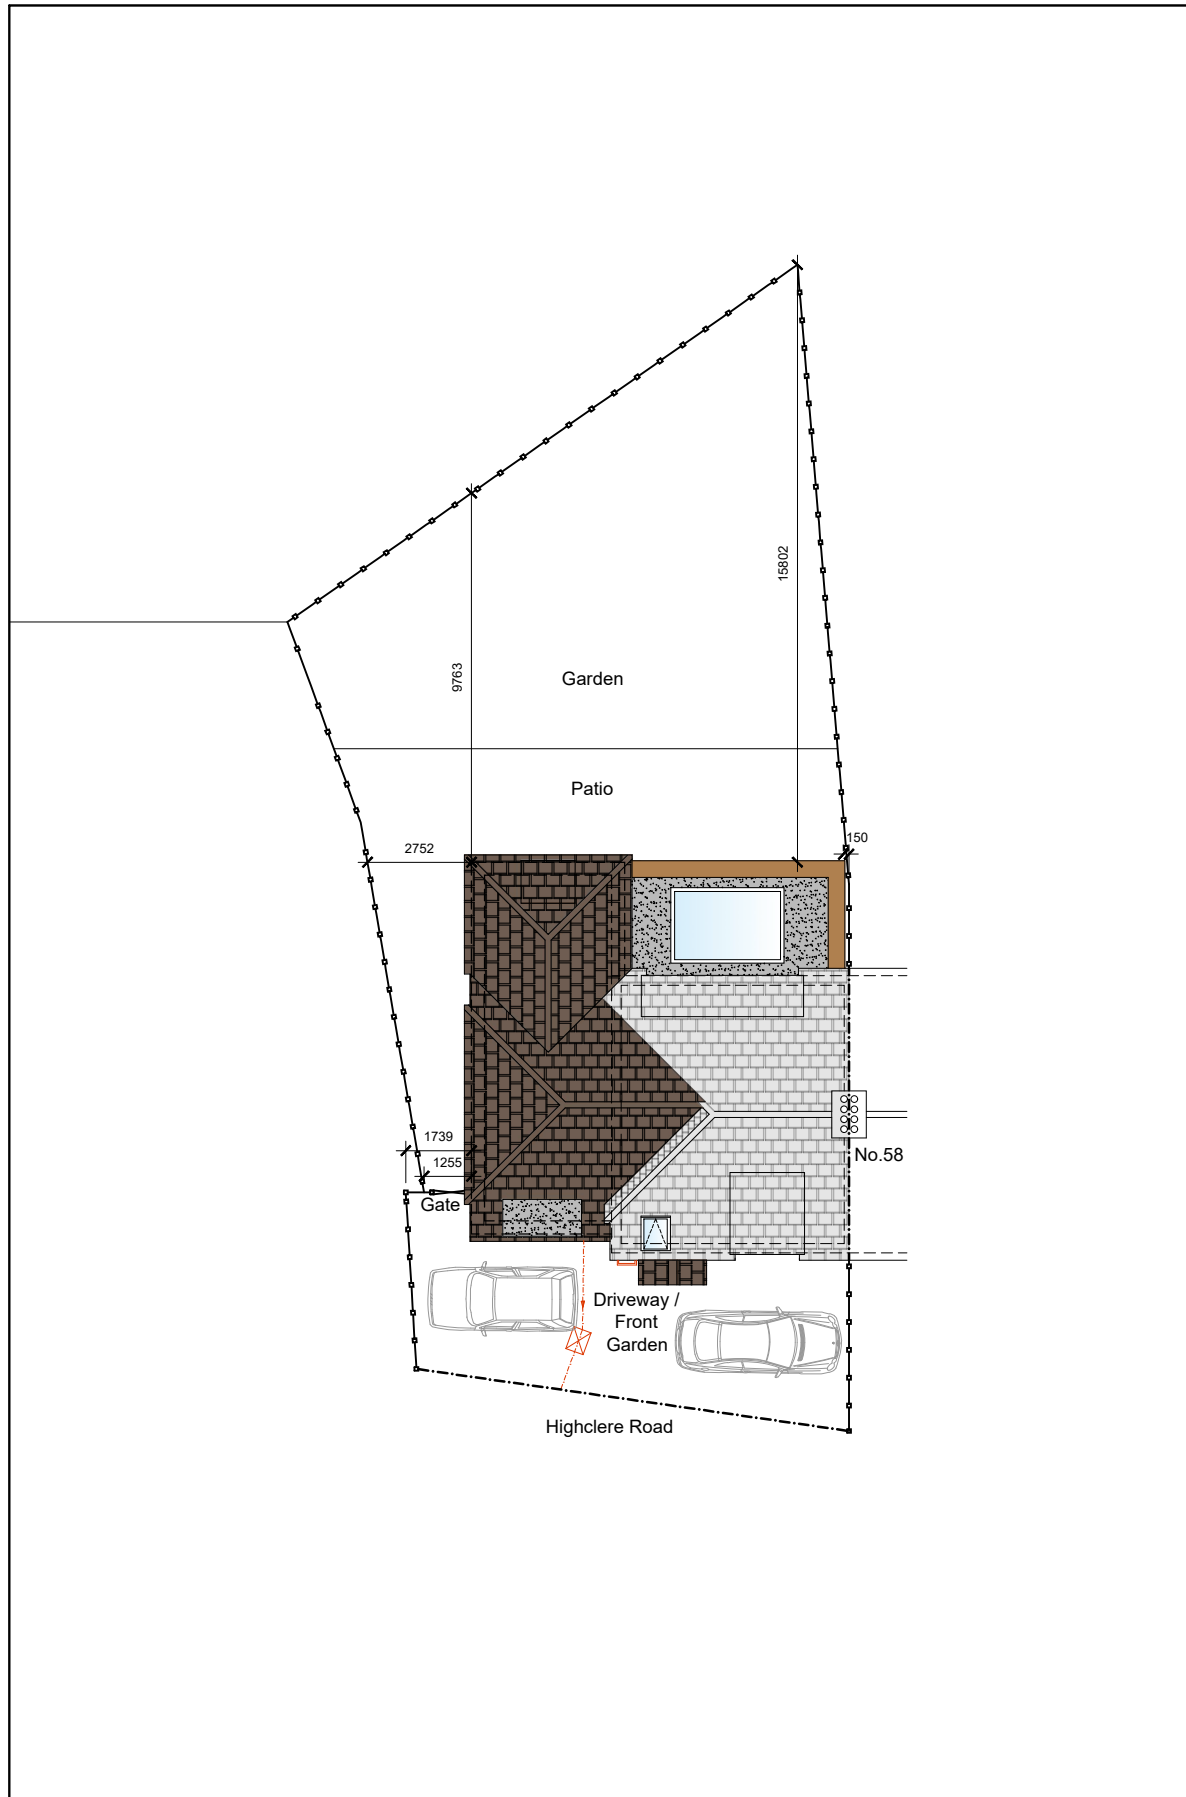 15802
9763
Garden
Patio
150
2752
1739
No.58
1255
Gate
Driveway /
Front
Garden
Highclere Road